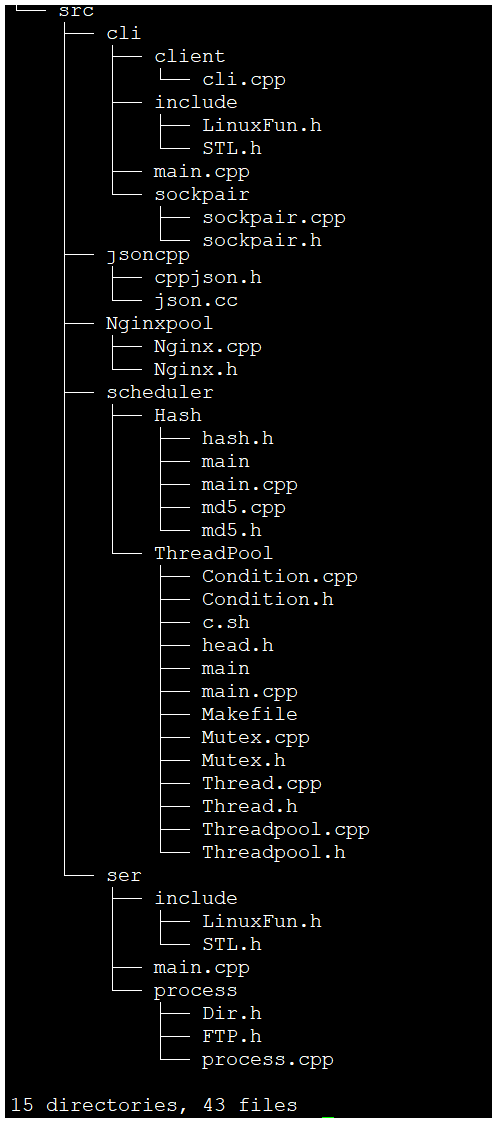 └── src
    ├── cli
    │   ├── client
    │   │   └── cli.cpp
    │   ├── include
    │   │   ├── LinuxFun.h
    │   │   └── STL.h
    │   ├── main.cpp
    │   └── sockpair
    │       ├── sockpair.cpp
    │       └── sockpair.h
    ├── jsoncpp
    │   ├── cppjson.h
    │   └── json.cc
    ├── Nginxpool
    │   ├── Nginx.cpp
    │   └── Nginx.h
    ├── scheduler
    │   ├── Hash
    │   │   ├── hash.h
    │   │   ├── main
    │   │   ├── main.cpp
    │   │   ├── md5.cpp
    │   │   └── md5.h
    │   └── ThreadPool
    │       ├── Condition.cpp
    │       ├── Condition.h
    │       ├── c.sh
    │       ├── head.h
    │       ├── main
    │       ├── main.cpp
    │       ├── Makefile
    │       ├── Mutex.cpp
    │       ├── Mutex.h
    │       ├── Thread.cpp
    │       ├── Thread.h
    │       ├── Threadpool.cpp
    │       └── Threadpool.h
    └── ser
        ├── include
        │   ├── LinuxFun.h
        │   └── STL.h
        ├── main.cpp
        └── process
            ├── Dir.h
            ├── FTP.h
            └── process.cpp
15 directories, 43 files